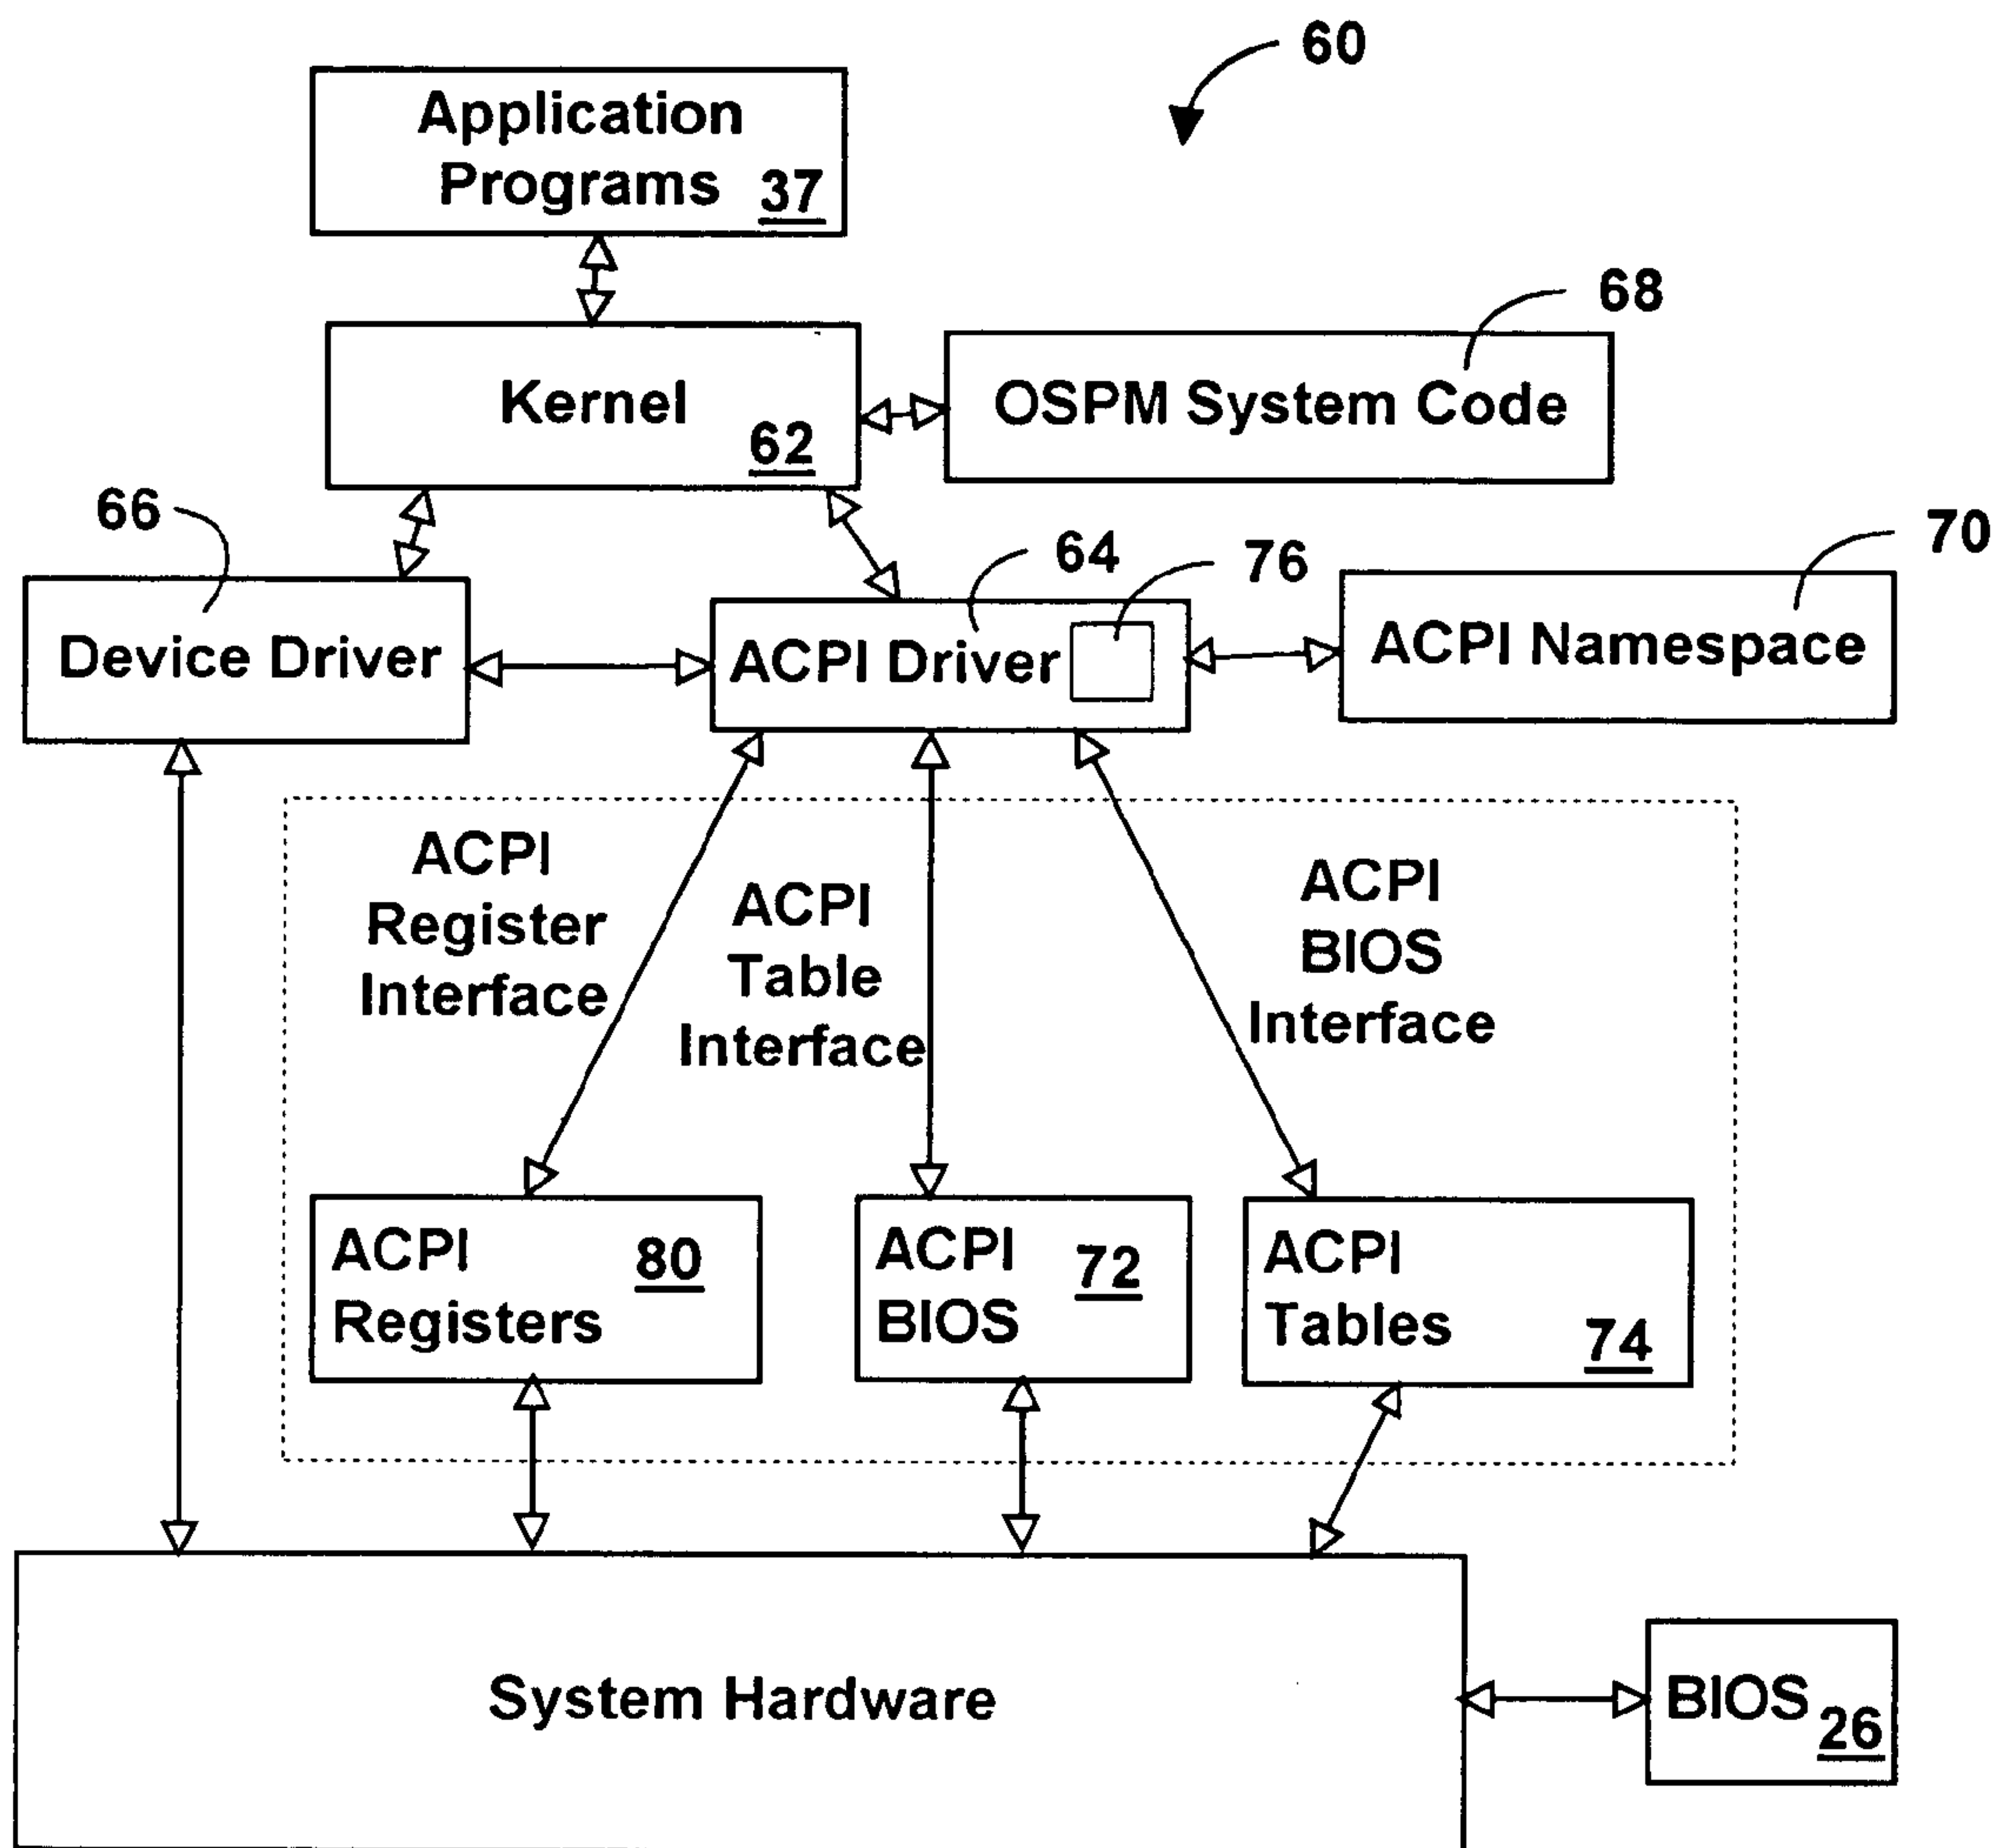 60
Application
Programs 37
68
Kernel
62
OSPM System Code
66
64
76
70
Device Driver
ACPI Driver
ACPI Namespace
ACPI
Register
Interface
ACPI
Table
Interface
ACPI
BIOS
Interface
ACPI
Registers
80
ACPI
BIOS
72
ACPI
Tables
74
System Hardware
BIOS
26